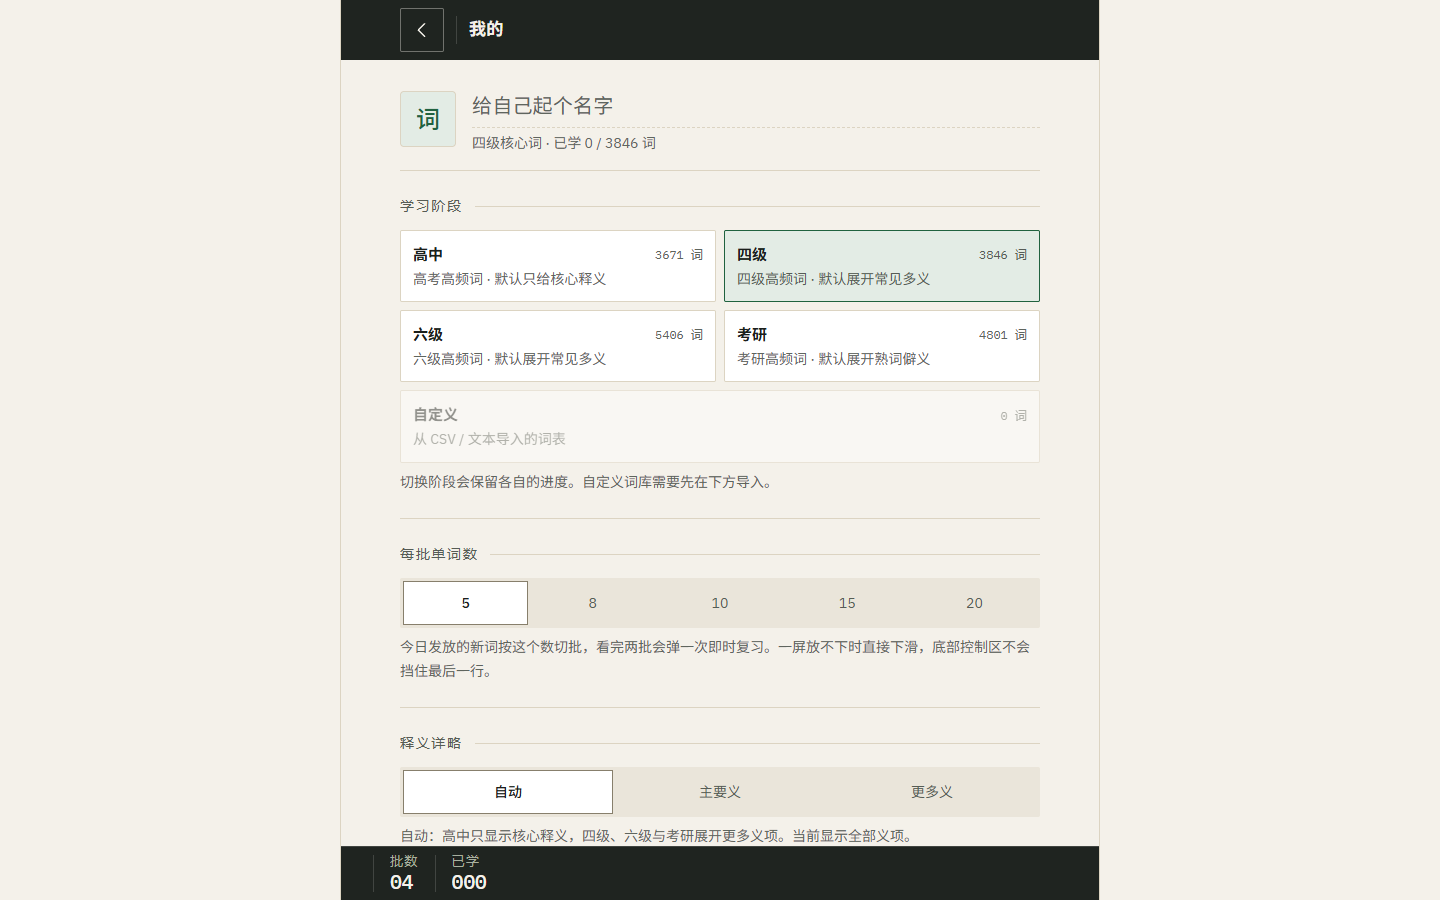 我的
词
给自己起个名字
四级核心词 · 已学 0 / 3846 词
学习阶段
高中
3671 词
高考高频词 · 默认只给核心释义
四级
3846 词
四级高频词 · 默认展开常见多义
六级
5406 词
六级高频词 · 默认展开常见多义
考研
4801 词
考研高频词 · 默认展开熟词僻义
自定义
0 词
从 CSV / 文本导入的词表
切换阶段会保留各自的进度。自定义词库需要先在下方导入。
每批单词数
5 8 10 15 20
今日发放的新词按这个数切批，看完两批会弹一次即时复习。一屏放不下时直接下滑，底部控制区不会
挡住最后一行。
释义详略
自动 主要义 更多义
自动：高中只显示核心释义，四级、六级与考研展开更多义项。当前显示全部义项。
批数 已学
04 000